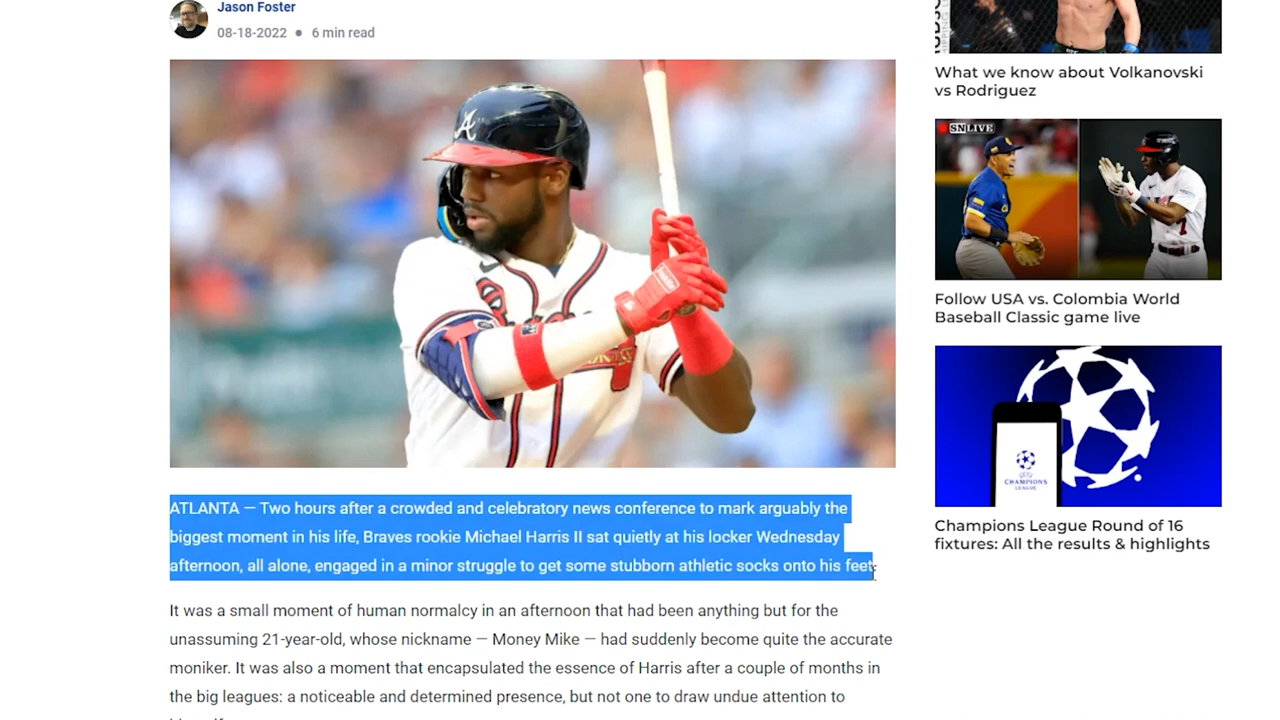 Jason Foster
08-18-2022 • 6 min read
A
ATLANTA — Two hours after a crowded and celebratory news conference to mark arguably the
biggest moment in his life, Braves rookie Michael Harris II sat quietly at his locker Wednesday
afternoon, all alone, engaged in a minor struggle to get some stubborn athletic socks onto his feet.
It was a small moment of human normalcy in an afternoon that had been anything but for the
unassuming 21-year-old, whose nickname — Money Mike — had suddenly become quite the accurate
moniker. It was also a moment that encapsulated the essence of Harris after a couple of months in
the big leagues: a noticeable and determined presence, but not one to draw undue attention to
What we know about Volkanovski
vs Rodriguez
SNLIVE
Follow USA vs. Colombia World
Baseball Classic game live
UEFA
CHAMPIONS
LEAGUE
Champions League Round of 16
fixtures: All the results & highlights